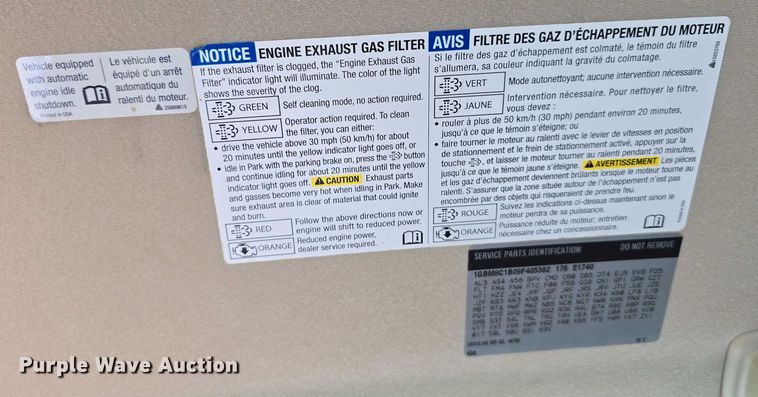 Vehicle equipped
with automatic
engine idle
shutdown.
Printed in USA
Le véhicule est
équipé d'un arrêt
automatique du
ralenti du moteur.
25889615
NOTICE ENGINE EXHAUST GAS FILTER
If the exhaust filter is clogged, the "Engine Exhaust Gas
Filter" indicator light will illuminate. The color of the light
shows the severity of the clog.
GREEN Self cleaning mode, no action required.
YELLOW Operator action required. To clean
the filter, you can either:
• drive the vehicle above 30 mph (50 km/h) for about
20 minutes until the yellow indicator light goes off, or
• idle in Park with the parking brake on, press the button
and continue idling for about 20 minutes until the yellow
indicator light goes off. CAUTION Exhaust parts
and gasses become very hot when idling in Park. Make
sure exhaust area is clear of material that could ignite
and burn.
RED Follow the above directions now or
engine will shift to reduced power.
ORANGE Reduced engine power,
dealer service required.
AVIS FILTRE DES GAZ D'ÉCHAPPEMENT DU MOTEUR
Si le filtre des gaz d'échappement est colmaté, le témoin du filtre
s'allumera, sa couleur indiquant la gravité du colmatage.
VERT Mode autonettoyant; aucune intervention nécessaire.
JAUNE Intervention nécessaire. Pour nettoyer le filtre,
vous devez :
• rouler à plus de 50 km/h (30 mph) pendant environ 20 minutes,
jusqu'à ce que le témoin s'éteigne; ou
• faire tourner le moteur au ralenti avec le levier de vitesses en position
de stationnement et le frein de stationnement activé, appuyer sur la
touche , et laisser le moteur tourner au ralenti pendant 20 minutes,
jusqu'à ce que le témoin jaune s'éteigne. AVERTISSEMENT Les pièces
et les gaz d'échappement deviennent brûlants lorsque le moteur tourne au
ralenti. S'assurer que la zone située autour de l'échappement n'est pas
encombrée par des objets qui risqueraient de prendre feu.
ROUGE Suivez les indications ci-dessus maintenant sinon le
moteur perdra de sa puissance.
ORANGE Puissance réduite du moteur; entretien
nécessaire chez un concessionnaire.
SERVICE PARTS IDENTIFICATION DO NOT REMOVE
1GBM8C1B09F405382 176 E1740
Purple Wave Auction